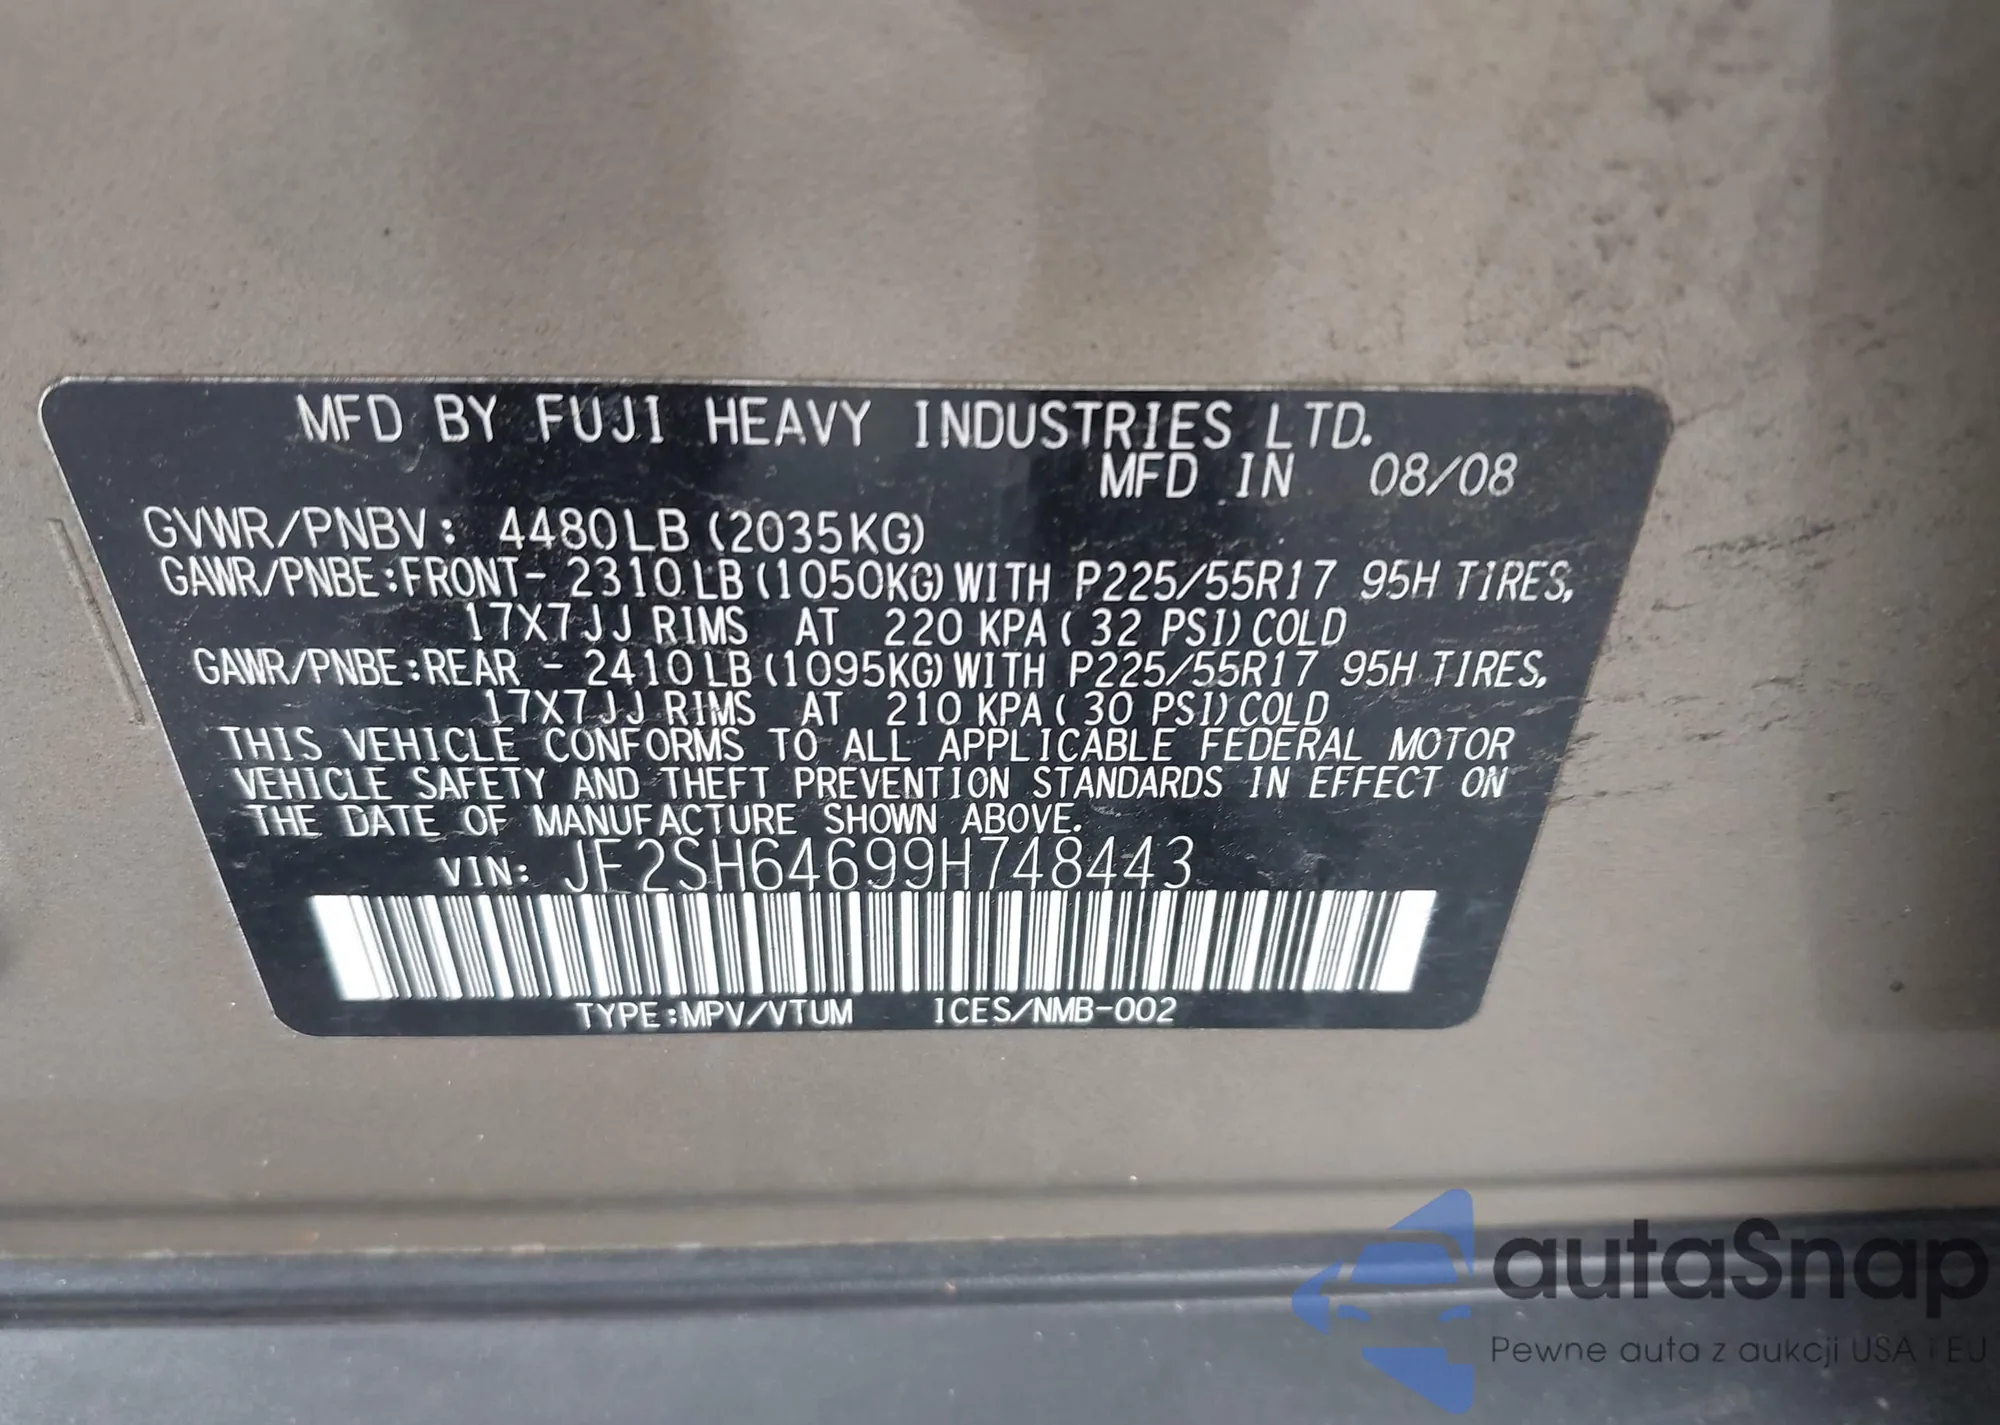 MFD BY FUJI HEAVY INDUSTRIES LTD.
MFD IN 08/08
GVWR/PNBV: 4480LB(2035KG)
GAWR/PNBE:FRONT- 2310LB(1050KG)WITH P225/55R17 95H TIRES,
17X7JJ RIMS AT 220 KPA( 32 PSI)COLD
GAWR/PNBE:REAR - 2410LB(1095KG)WITH P225/55R17 95H TIRES,
17X7JJ RIMS AT 210 KPA( 30 PSI)COLD
THIS VEHICLE CONFORMS TO ALL APPLICABLE FEDERAL MOTOR
VEHICLE SAFETY AND THEFT PREVENTION STANDARDS IN EFFECT ON
THE DATE OF MANUFACTURE SHOWN ABOVE.
VIN: JF2SH64699H748443
TYPE:MPV/VTUM ICES/NMB-002
autaSnap
Pewne auta z aukcji USA i EU